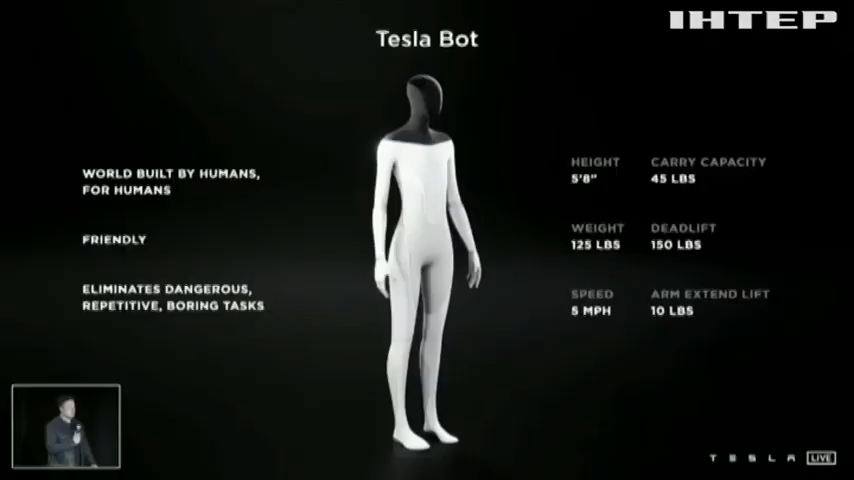 ІНТЕР
Tesla Bot
WORLD BUILT BY HUMANS,
FOR HUMANS
FRIENDLY
ELIMINATES DANGEROUS,
REPETITIVE, BORING TASKS
HEIGHT
5'8"
CARRY CAPACITY
45 LBS
WEIGHT
125 LBS
DEADLIFT
150 LBS
SPEED
5 MPH
ARM EXTEND LIFT
10 LBS
TESLA LIVE